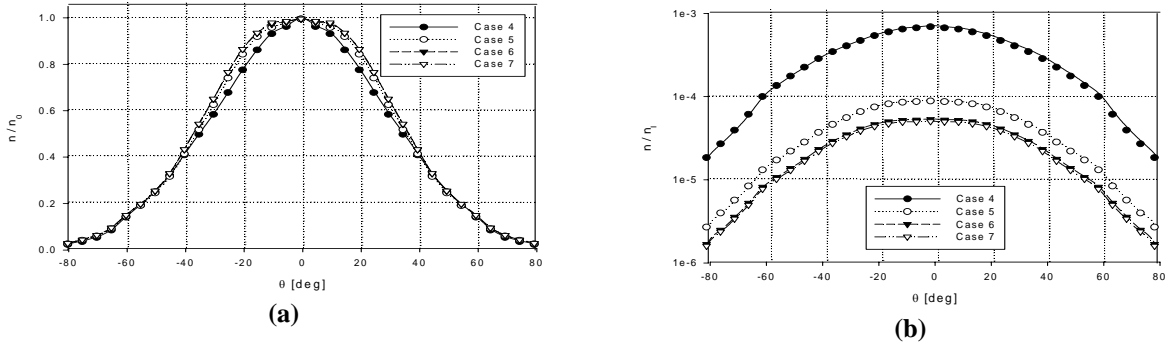 1.0
0.8
0.6
0.4
0.2
0.0
n / n0
-80 -60 -40 -20 0 20 40 60 80
θ [deg]
Case 4
Case 5
Case 6
Case 7
(a)
1e-3
1e-4
1e-5
1e-6
n / ni
-80 -60 -40 -20 0 20 40 60 80
θ [deg]
Case 4
Case 5
Case 6
Case 7
(b)